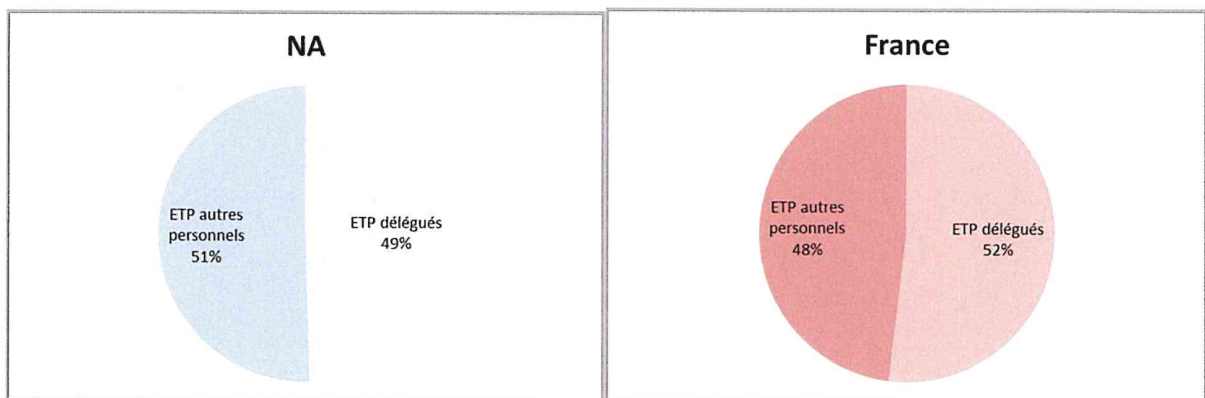 NA
ETP autres
personnels
51%
ETP délégués
49%
France
ETP autres
personnels
48%
ETP délégués
52%